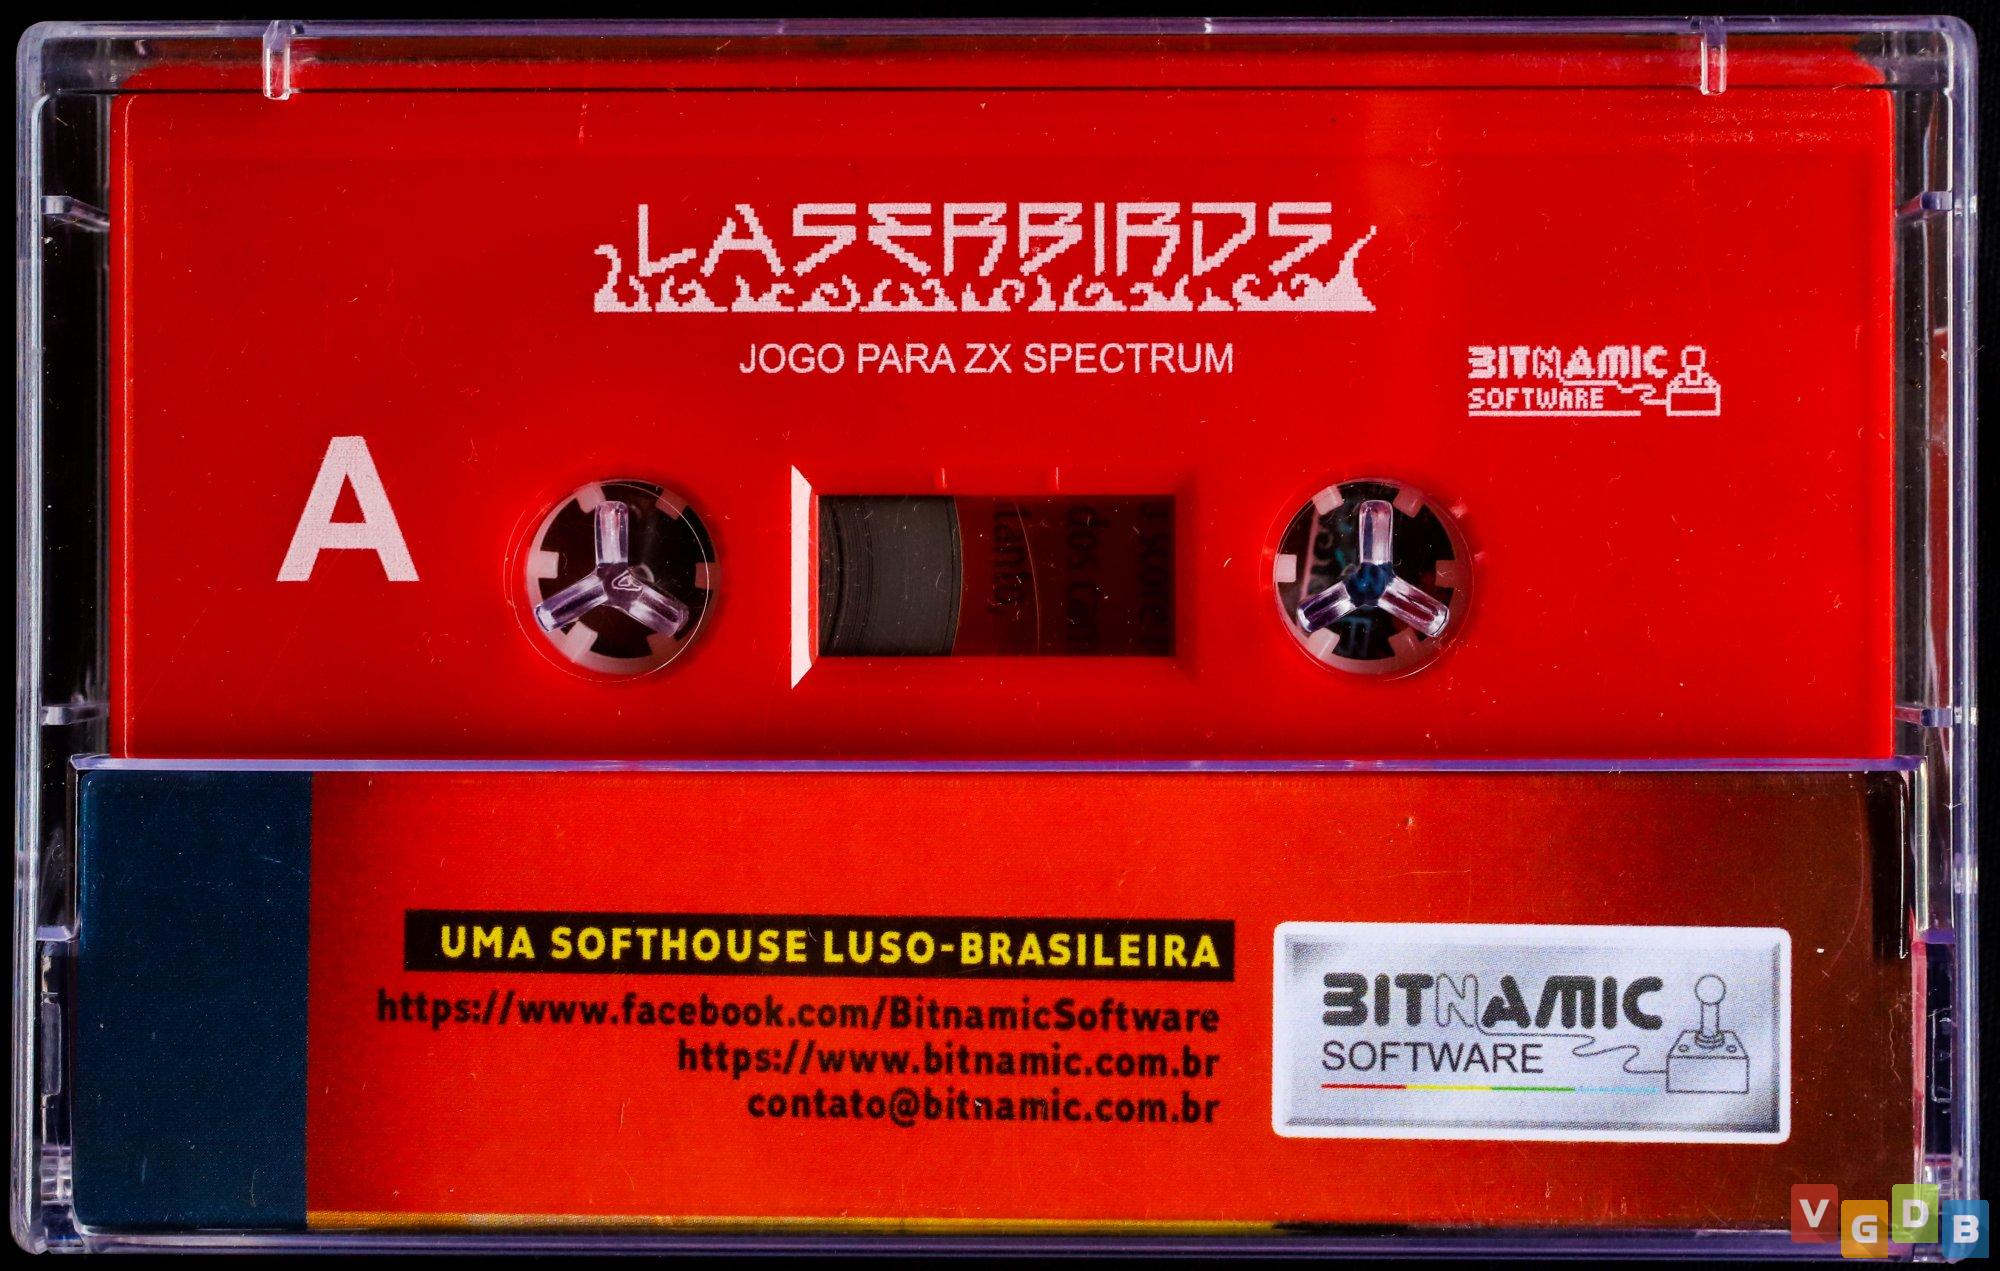 LASERBIRDS
JOGO PARA ZX SPECTRUM
BITNAMIC
SOFTWARE
A
UMA SOFTHOUSE LUSO-BRASILEIRA
https://www.facebook.com/BitnamicSoftware
https://www.bitnamic.com.br
contato@bitnamic.com.br
BITNAMIC
SOFTWARE
VGDB